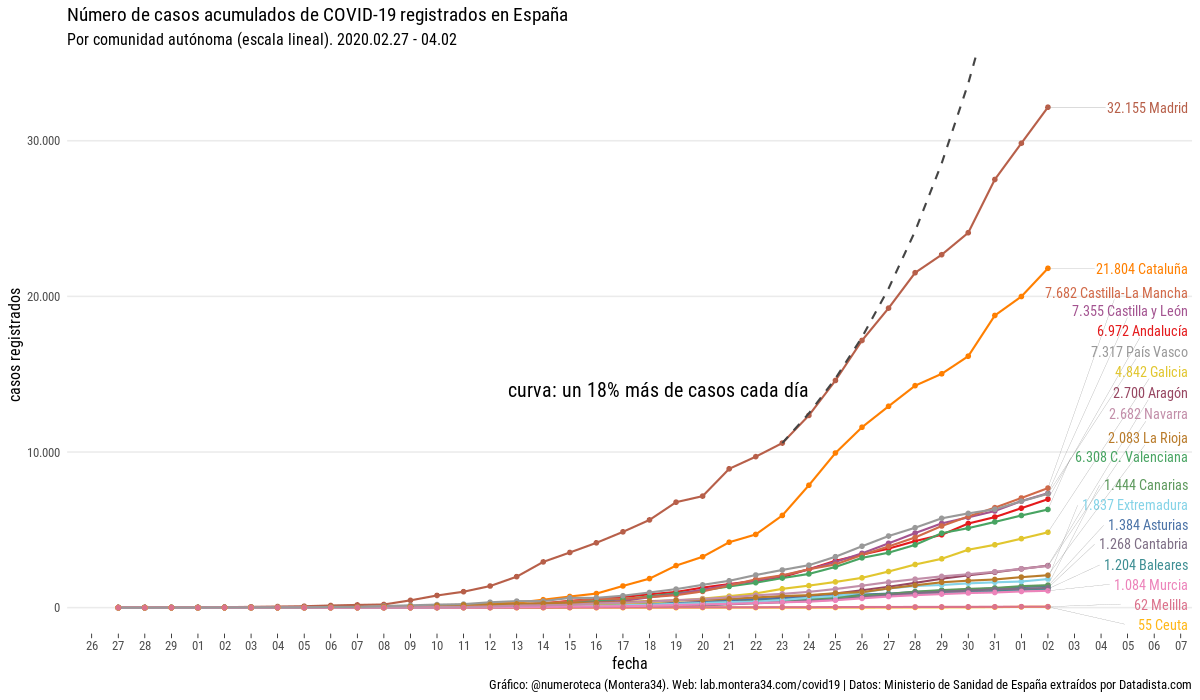 Número de casos acumulados de COVID-19 registrados en España
Por comunidad autónoma (escala lineal). 2020.02.27 - 04.02
casos registrados
30.000
20.000
10.000
0
curva: un 18% más de casos cada día
32.155 Madrid
21.804 Cataluña
7.682 Castilla-La Mancha
7.355 Castilla y León
6.972 Andalucía
7.317 País Vasco
4.842 Galicia
2.700 Aragón
2.682 Navarra
2.083 La Rioja
6.308 C. Valenciana
1.444 Canarias
1.837 Extremadura
1.384 Asturias
1.268 Cantabria
1.204 Baleares
1.084 Murcia
62 Melilla
55 Ceuta
26 27 28 29 01 02 03 04 05 06 07 08 09 10 11 12 13 14 15 16 17 18 19 20 21 22 23 24 25 26 27 28 29 30 31 01 02 03 04 05 06 07
fecha
Gráfico: @numeroteca (Montera34). Web: lab.montera34.com/covid19 | Datos: Ministerio de Sanidad de España extraídos por Datadista.com